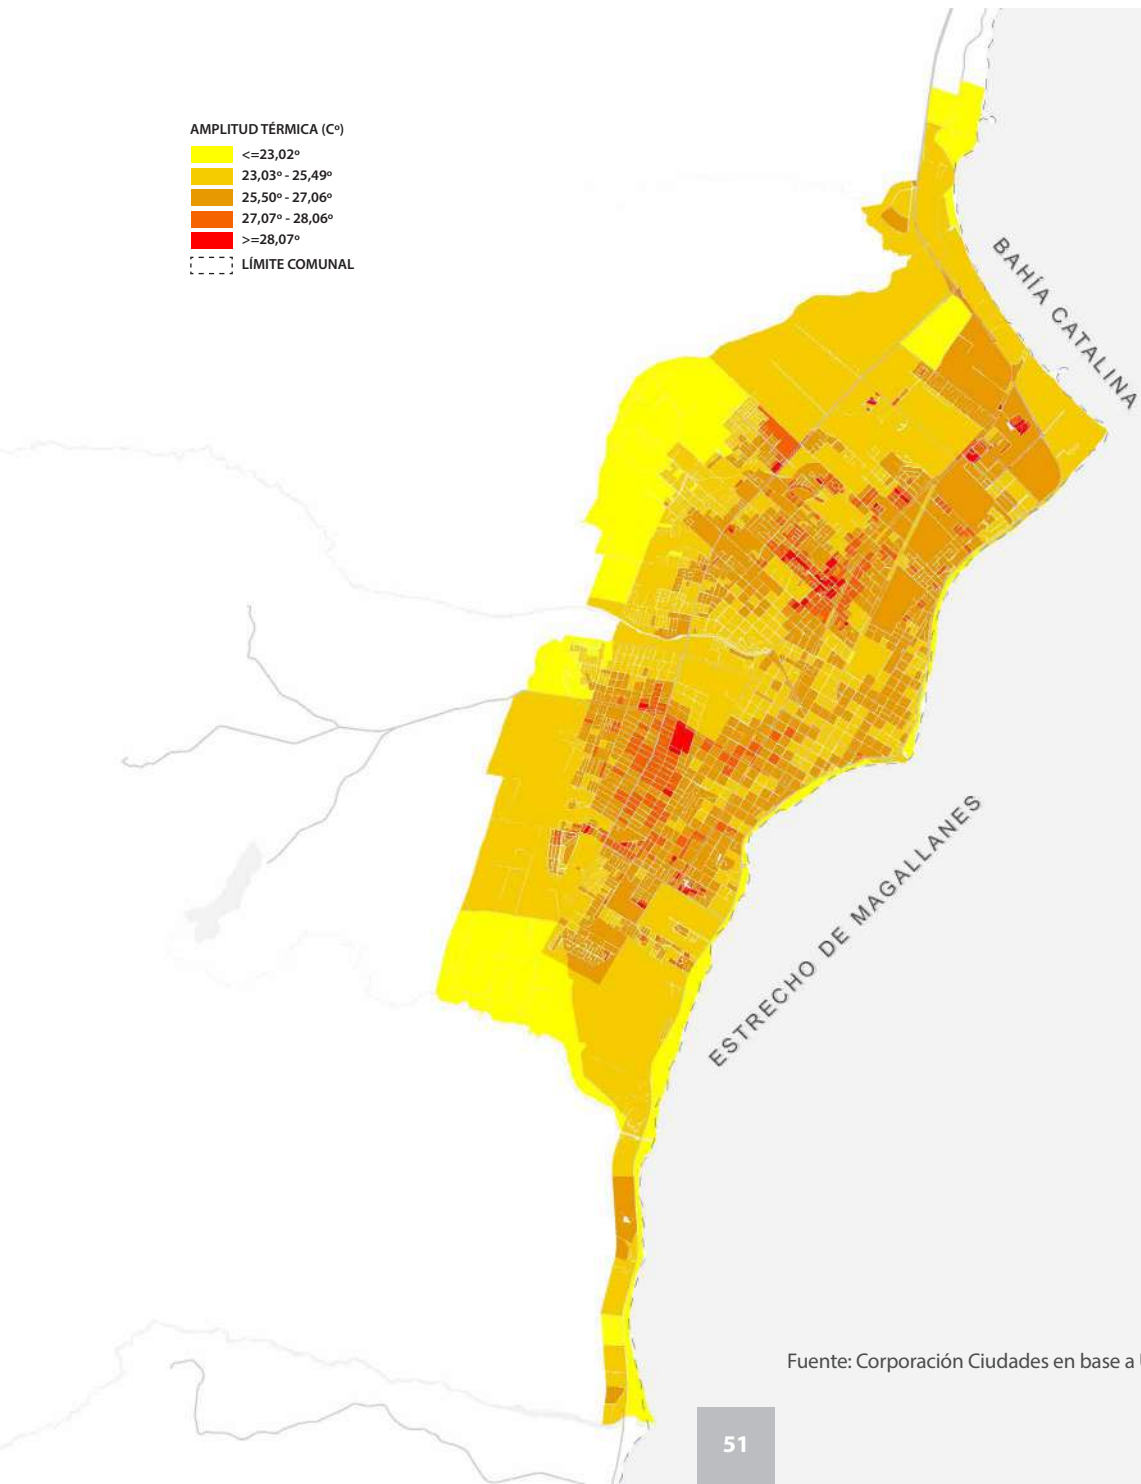 AMPLITUD TÉRMICA (Cº)
<=23,02º
23,03º - 25,49º
25,50º - 27,06º
27,07º - 28,06º
>=28,07º
LÍMITE COMUNAL
BAHÍA CATALINA
ESTRECHO DE MAGALLANES
Fuente: Corporación Ciudades en base a
51